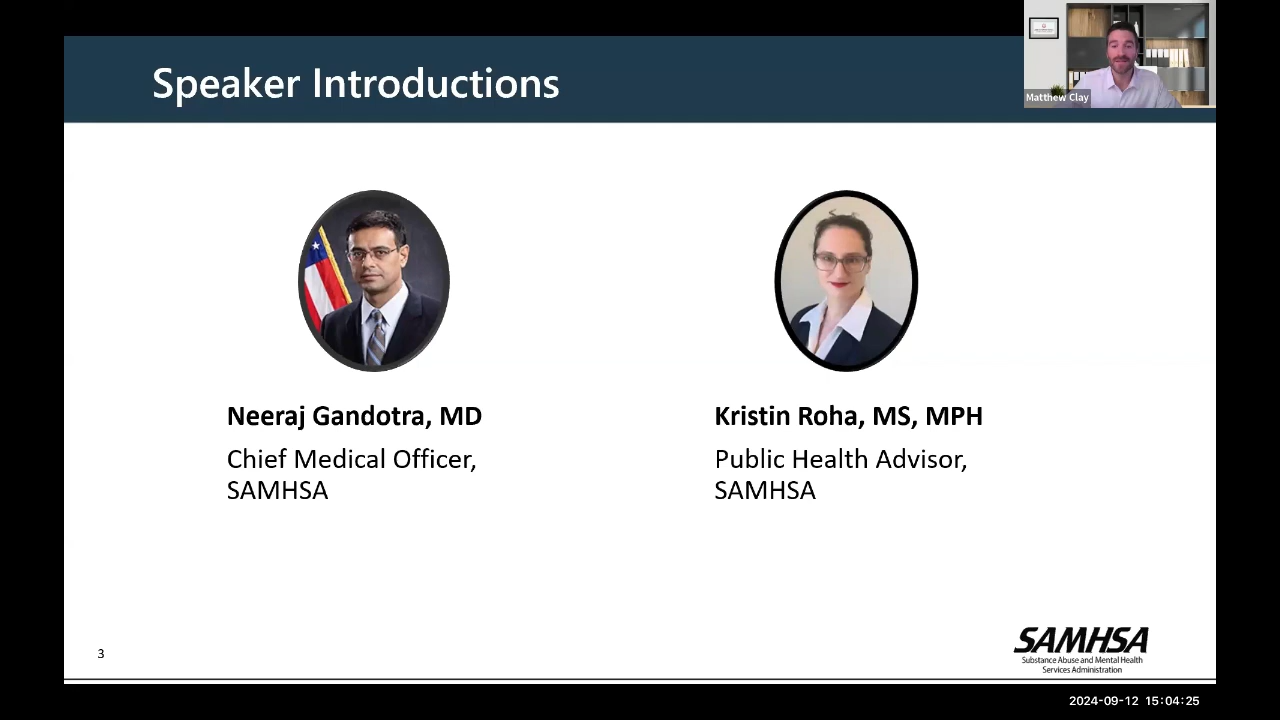 Speaker Introductions
Matthew Clay
Neeraj Gandotra, MD
Chief Medical Officer,
SAMHSA
Kristin Roha, MS, MPH
Public Health Advisor,
SAMHSA
3
SAMHSA
Substance Abuse and Mental Health
Services Administration
2024-09-12 15:04:25